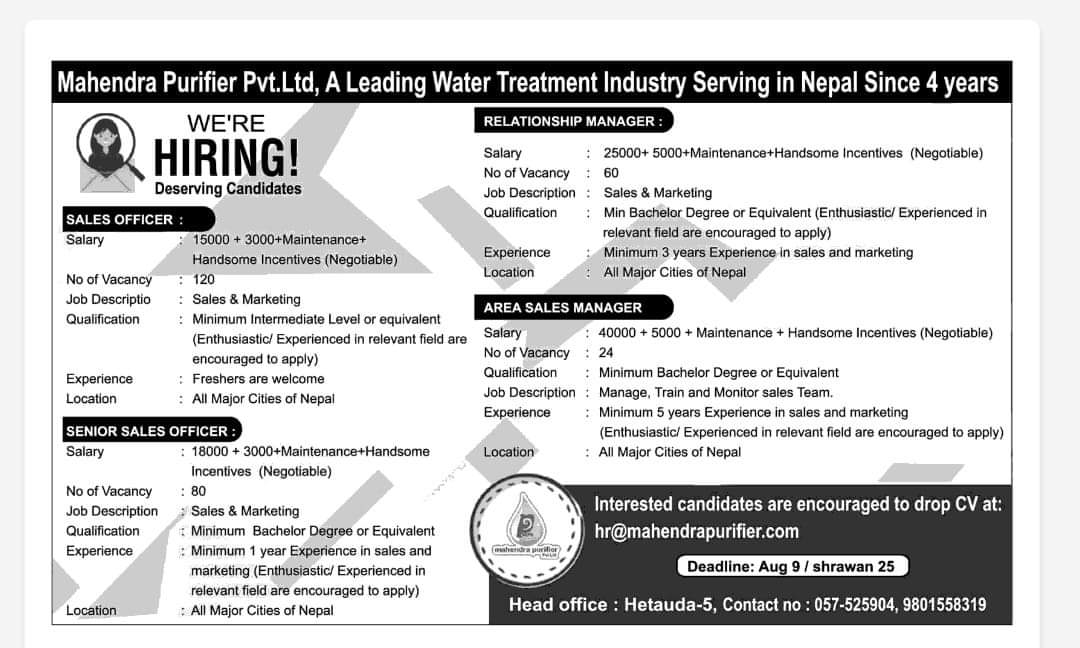 Mahendra Purifier Pvt.Ltd, A Leading Water Treatment Industry Serving in Nepal Since 4 years
WE'RE
HIRING!
Deserving Candidates
SALES OFFICER :
Salary : 15000 + 3000+Maintenance+
Handsome Incentives (Negotiable)
No of Vacancy : 120
Job Descriptio : Sales & Marketing
Qualification : Minimum Intermediate Level or equivalent
(Enthusiastic/ Experienced in relevant field are
encouraged to apply)
Experience : Freshers are welcome
Location : All Major Cities of Nepal
SENIOR SALES OFFICER :
Salary : 18000 + 3000+Maintenance+Handsome
Incentives (Negotiable)
No of Vacancy : 80
Job Description : Sales & Marketing
Qualification : Minimum Bachelor Degree or Equivalent
Experience : Minimum 1 year Experience in sales and
marketing (Enthusiastic/ Experienced in
relevant field are encouraged to apply)
Location : All Major Cities of Nepal
RELATIONSHIP MANAGER :
Salary : 25000+ 5000+Maintenance+Handsome Incentives (Negotiable)
No of Vacancy : 60
Job Description : Sales & Marketing
Qualification : Min Bachelor Degree or Equivalent (Enthusiastic/ Experienced in
relevant field are encouraged to apply)
Experience : Minimum 3 years Experience in sales and marketing
Location : All Major Cities of Nepal
AREA SALES MANAGER
Salary : 40000 + 5000 + Maintenance + Handsome Incentives (Negotiable)
No of Vacancy : 24
Qualification : Minimum Bachelor Degree or Equivalent
Job Description : Manage, Train and Monitor sales Team.
Experience : Minimum 5 years Experience in sales and marketing
(Enthusiastic/ Experienced in relevant field are encouraged to apply)
Location : All Major Cities of Nepal
mahendra purifier
Pvt.Ltd
Interested candidates are encouraged to drop CV at:
hr@mahendrapurifier.com
Deadline: Aug 9 / shrawan 25
Head office : Hetauda-5, Contact no : 057-525904, 9801558319